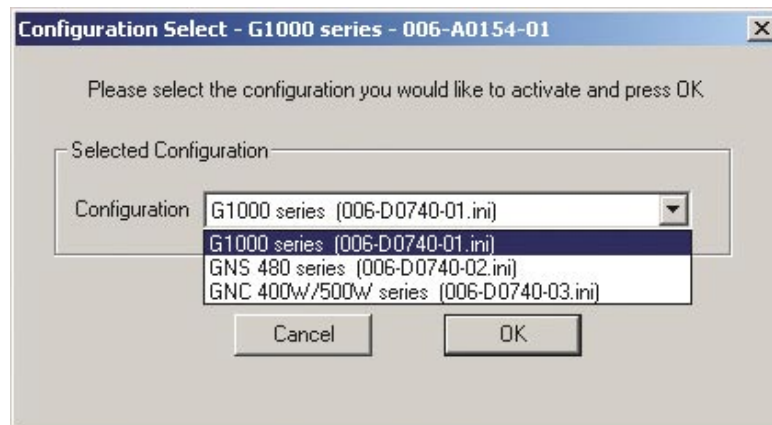 Configuration Select - G1000 series - 006-A0154-01
Please select the configuration you would like to activate and press OK
Selected Configuration
Configuration G1000 series (006-D0740-01.ini)
G1000 series (006-D0740-01.ini)
GNS 480 series (006-D0740-02.ini)
GNC 400W/500W series (006-D0740-03.ini)
Cancel OK